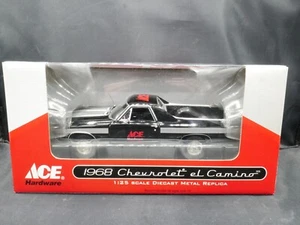 ACE
ACE
Hardware
1968 Chevrolet el Camino
1:25 SCALE DIECAST METAL REPLICA